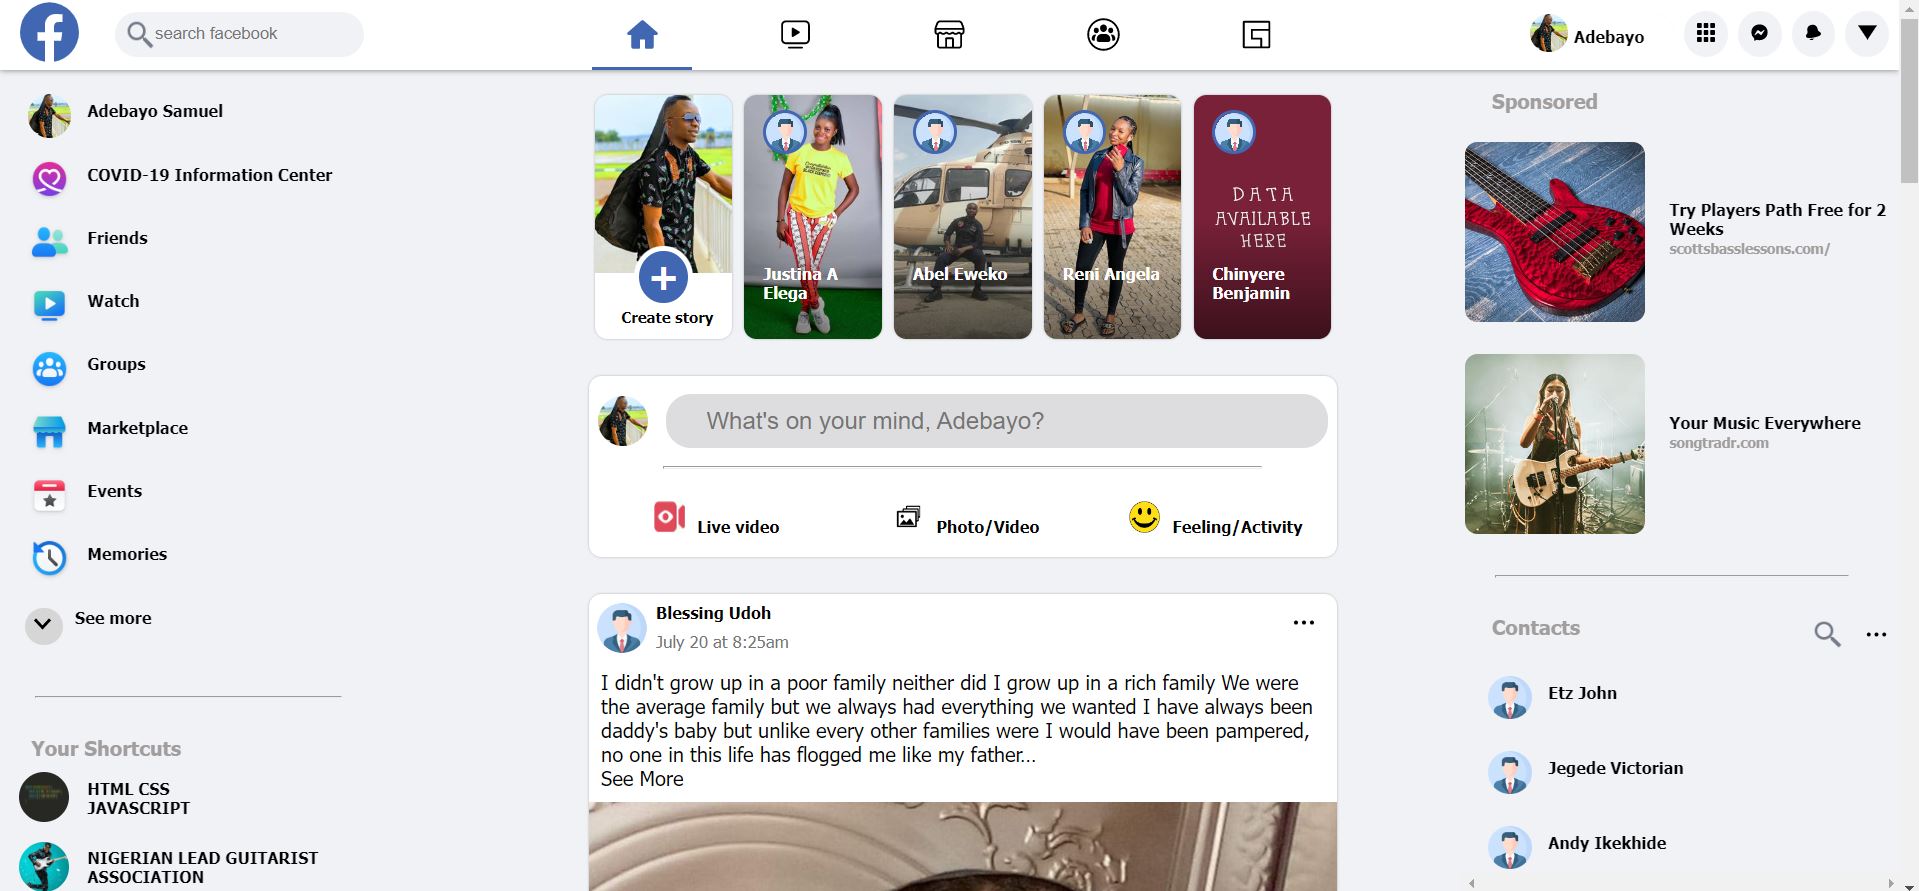 search facebook
Adebayo
Adebayo Samuel
COVID-19 Information Center
Friends
Watch
Groups
Marketplace
Events
Memories
See more
Your Shortcuts
HTML CSS
JAVASCRIPT
NIGERIAN LEAD GUITARIST
ASSOCIATION
Create story
Justina A
Elega
Abel Eweko
Reni Angela
DATA
AVAILABLE
HERE
Chinyere
Benjamin
What's on your mind, Adebayo?
Live video
Photo/Video
Feeling/Activity
Blessing Udoh
July 20 at 8:25am
I didn't grow up in a poor family neither did I grow up in a rich family We were
the average family but we always had everything we wanted I have always been
daddy's baby but unlike every other families were I would have been pampered,
no one in this life has flogged me like my father...
See More
Sponsored
Try Players Path Free for 2
Weeks
scottsbasslessons.com/
Your Music Everywhere
songtradr.com
Contacts
Etz John
Jegede Victorian
Andy Ikekhide